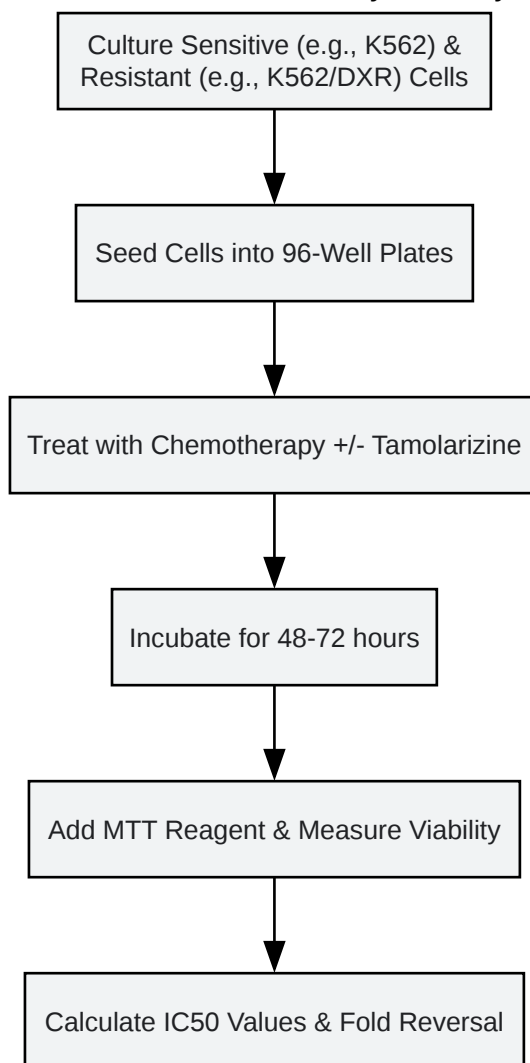 Culture Sensitive (e.g., K562) &
Resistant (e.g., K562/DXR) Cells
Seed Cells into 96-Well Plates
Treat with Chemotherapy +/- Tamolarizine
Incubate for 48-72 hours
Add MTT Reagent & Measure Viability
Calculate IC50 Values & Fold Reversal